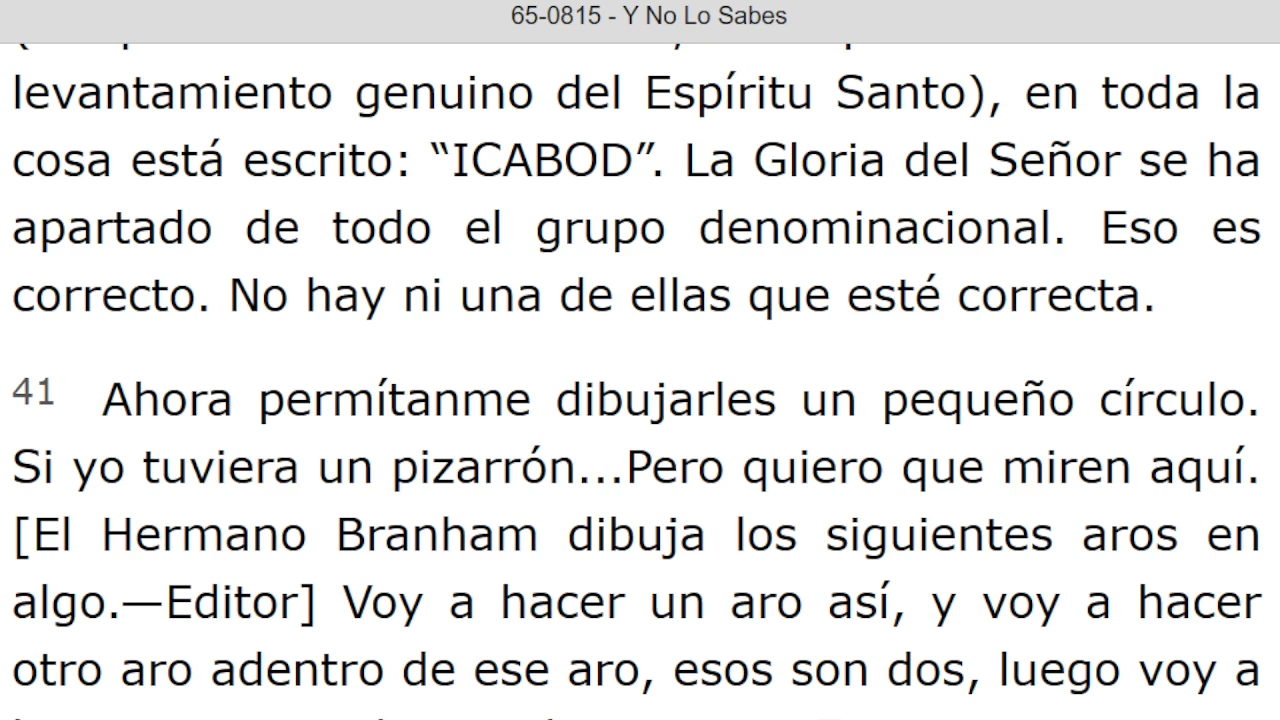 65-0815 - Y No Lo Sabes
levantamiento genuino del Espíritu Santo), en toda la
cosa está escrito: “ICABOD”. La Gloria del Señor se ha
apartado de todo el grupo denominacional. Eso es
correcto. No hay ni una de ellas que esté correcta.
41 Ahora permítanme dibujarles un pequeño círculo.
Si yo tuviera un pizarrón...Pero quiero que miren aquí.
[El Hermano Branham dibuja los siguientes aros en
algo.—Editor] Voy a hacer un aro así, y voy a hacer
otro aro adentro de ese aro, esos son dos, luego voy a